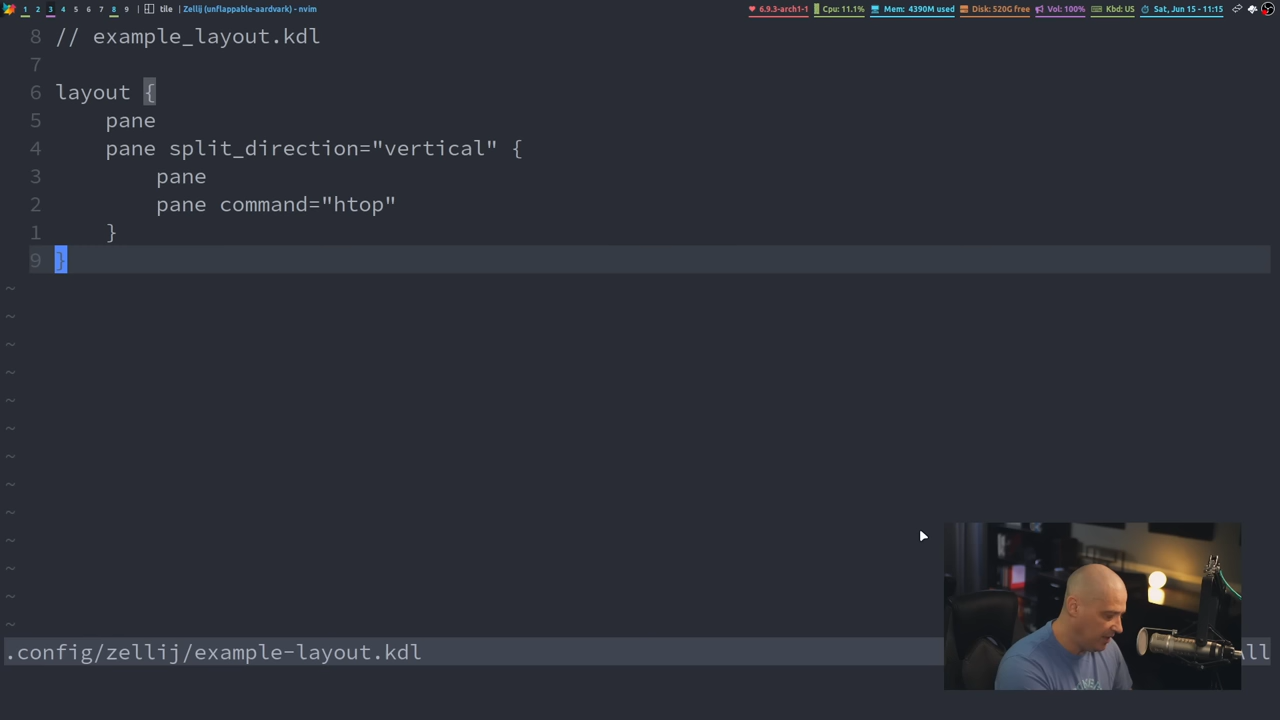 1 2 3 4 5 6 7 8 9 | tile | Zellij (unflappable-aardvark) - nvim
6.9.3-arch1-1 Cpu: 11.1% Mem: 4390M used Disk: 520G free Vol: 100% Kbd: US Sat, Jun 15 - 11:15
8 // example_layout.kdl
7
6 layout {
5 pane
4 pane split_direction="vertical" {
3 pane
2 pane command="htop"
1 }
9 }
~
~
~
~
~
~
~
~
~
~
~
~
~
.config/zellij/example-layout.kdl